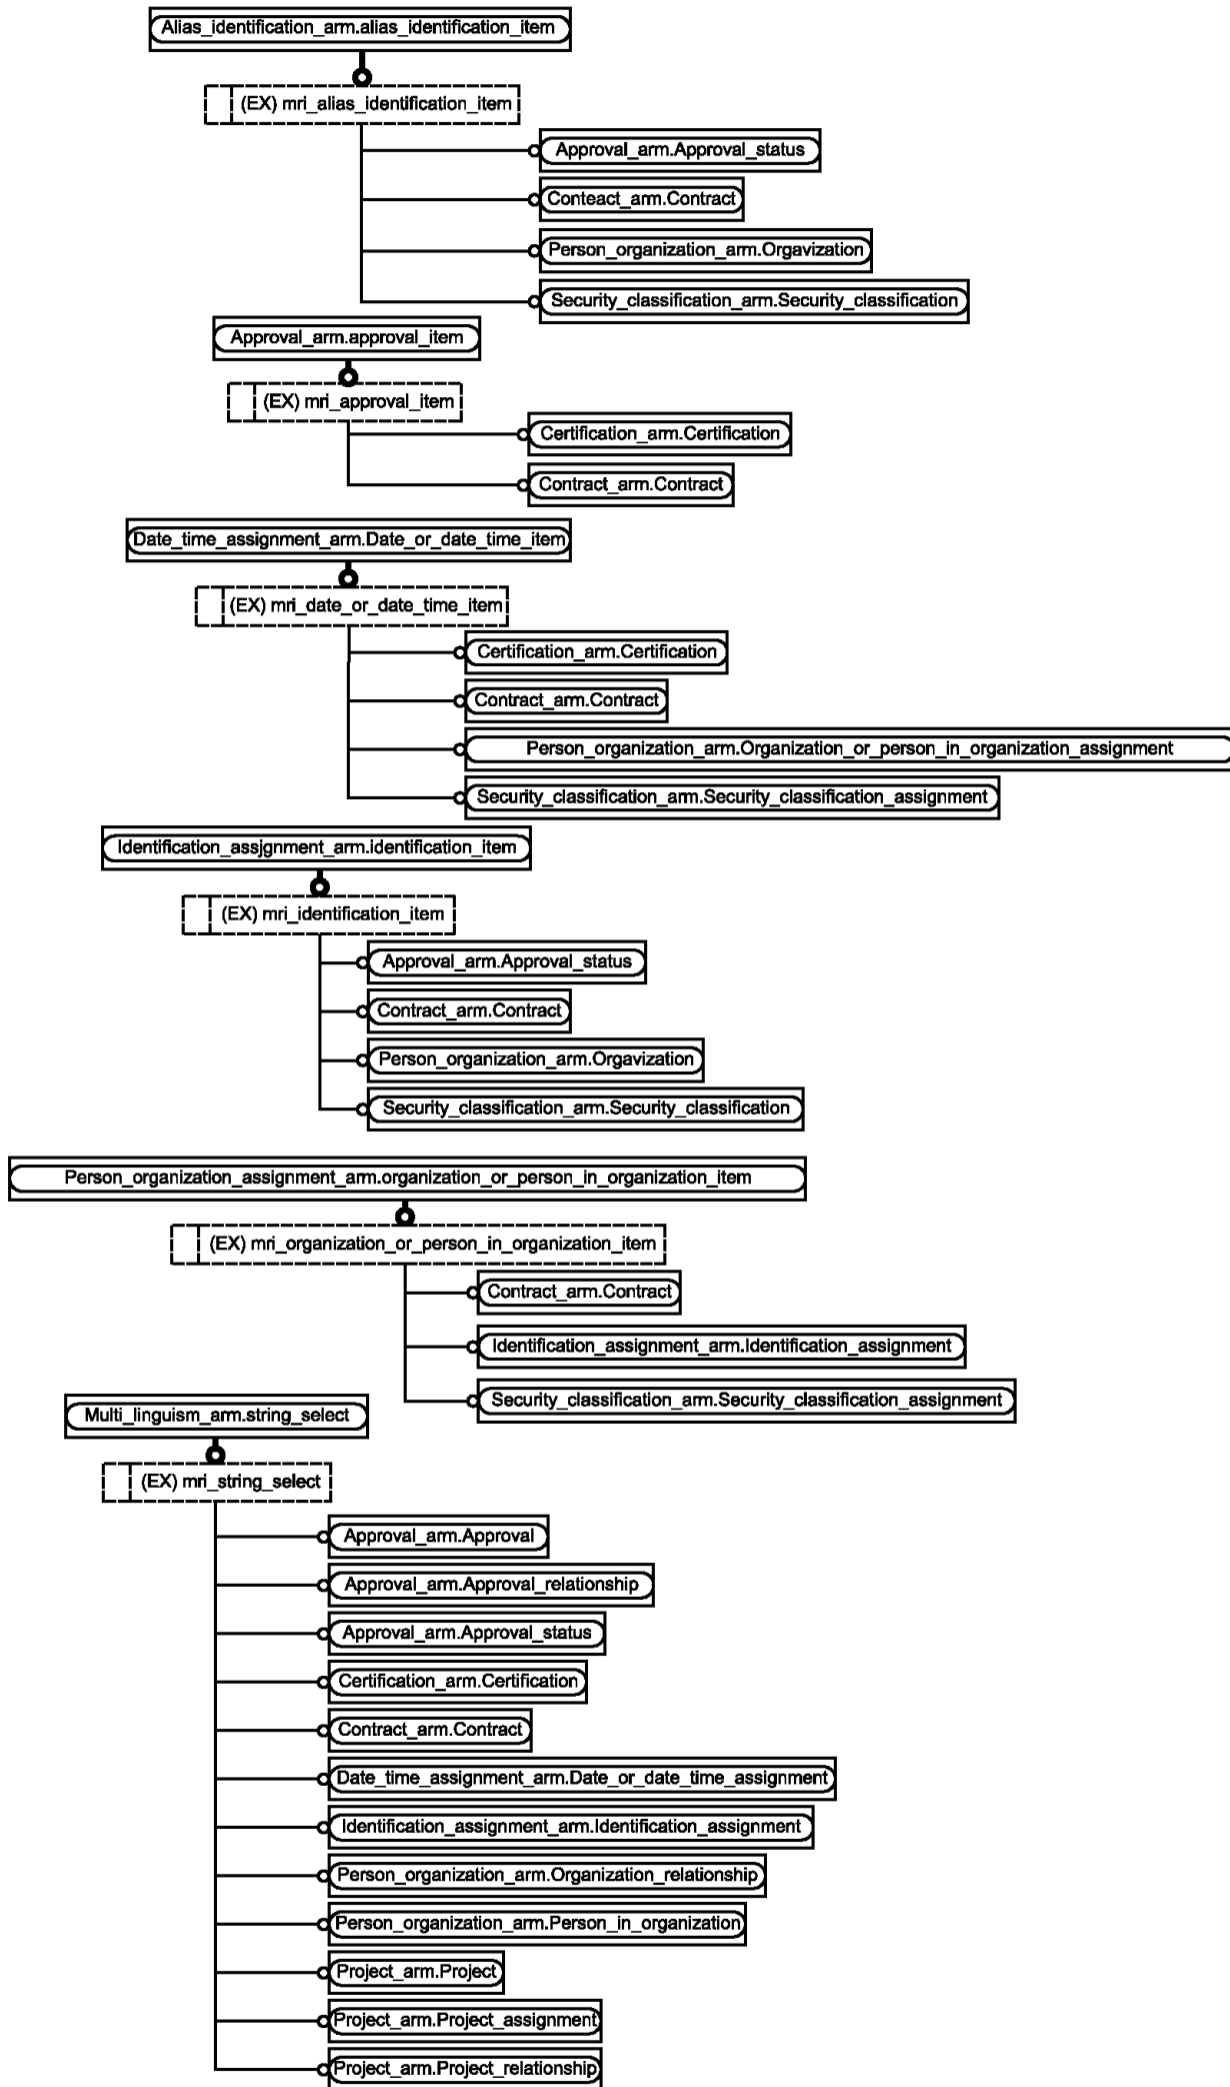 Alias_identification_arm.alias_identification_item
(EX) mri_alias_identification_item
Approval_arm.Approval_status
Conteact_arm.Contract
Person_organization_arm.Orgavization
Security_classification_arm.Security_classification
Approval_arm.approval_item
(EX) mri_approval_item
Certification_arm.Certification
Contract_arm.Contract
Date_time_assignment_arm.Date_or_date_time_item
(EX) mri_date_or_date_time_item
Certification_arm.Certification
Contract_arm.Contract
Person_organization_arm.Organization_or_person_in_organization_assignment
Security_classification_arm.Security_classification_assignment
Identification_assjgnment_arm.identification_item
(EX) mri_identification_item
Approval_arm.Approval_status
Contract_arm.Contract
Person_organization_arm.Orgavization
Security_classification_arm.Security_classification
Person_organization_assignment_arm.organization_or_person_in_organization_item
(EX) mri_organization_or_person_in_organization_item
Contract_arm.Contract
Identification_assignment_arm.Identification_assignment
Security_classification_arm.Security_classification_assignment
Multi_linguism_arm.string_select
(EX) mri_string_select
Approval_arm.Approval
Approval_arm.Approval_relationship
Approval_arm.Approval_status
Certification_arm.Certification
Contract_arm.Contract
Date_time_assignment_arm.Date_or_date_time_assignment
Identification_assignment_arm.Identification_assignment
Person_organization_arm.Organization_relationship
Person_organization_arm.Person_in_organization
Project_arm.Project
Project_arm.Project_assignment
Project_arm.Project_relationship